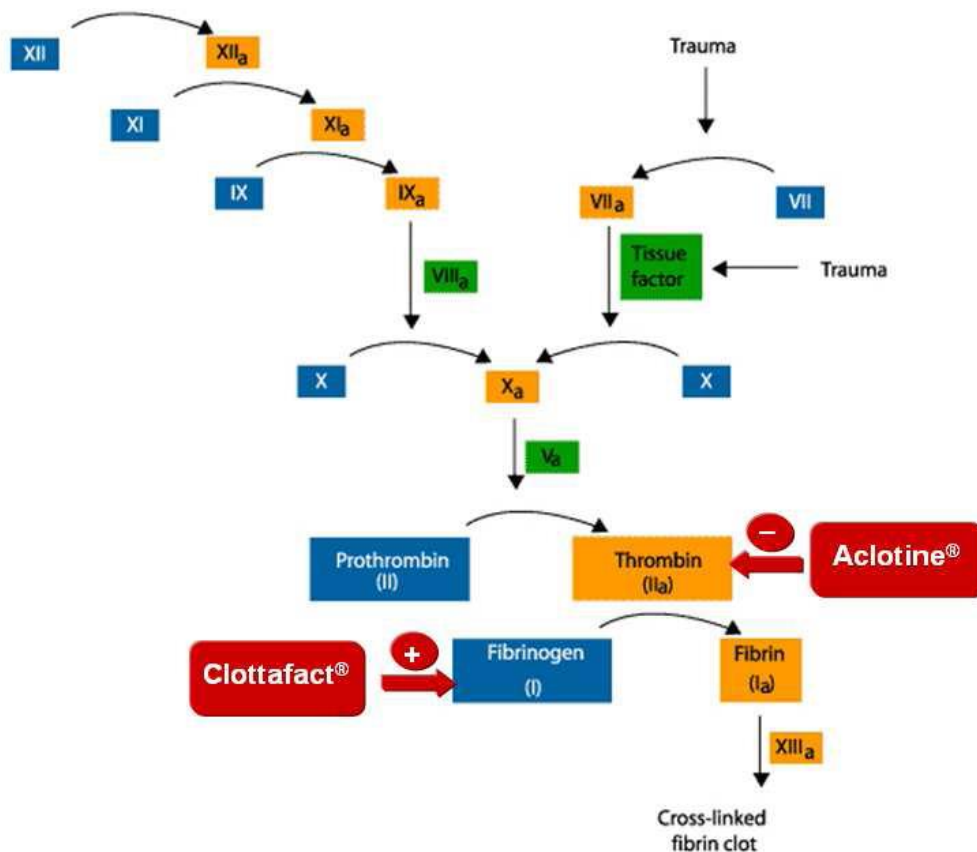 XII
XIIa
Trauma
XI
XIa
IX
IXa
VIIa
VII
VIIIa
Tissue
factor
Trauma
X
Xa
X
Va
Prothrombin
(II)
Thrombin
(IIa)
−
Aclotine®
Clottafact®
+
Fibrinogen
(I)
Fibrin
(Ia)
XIIIa
Cross-linked
fibrin clot